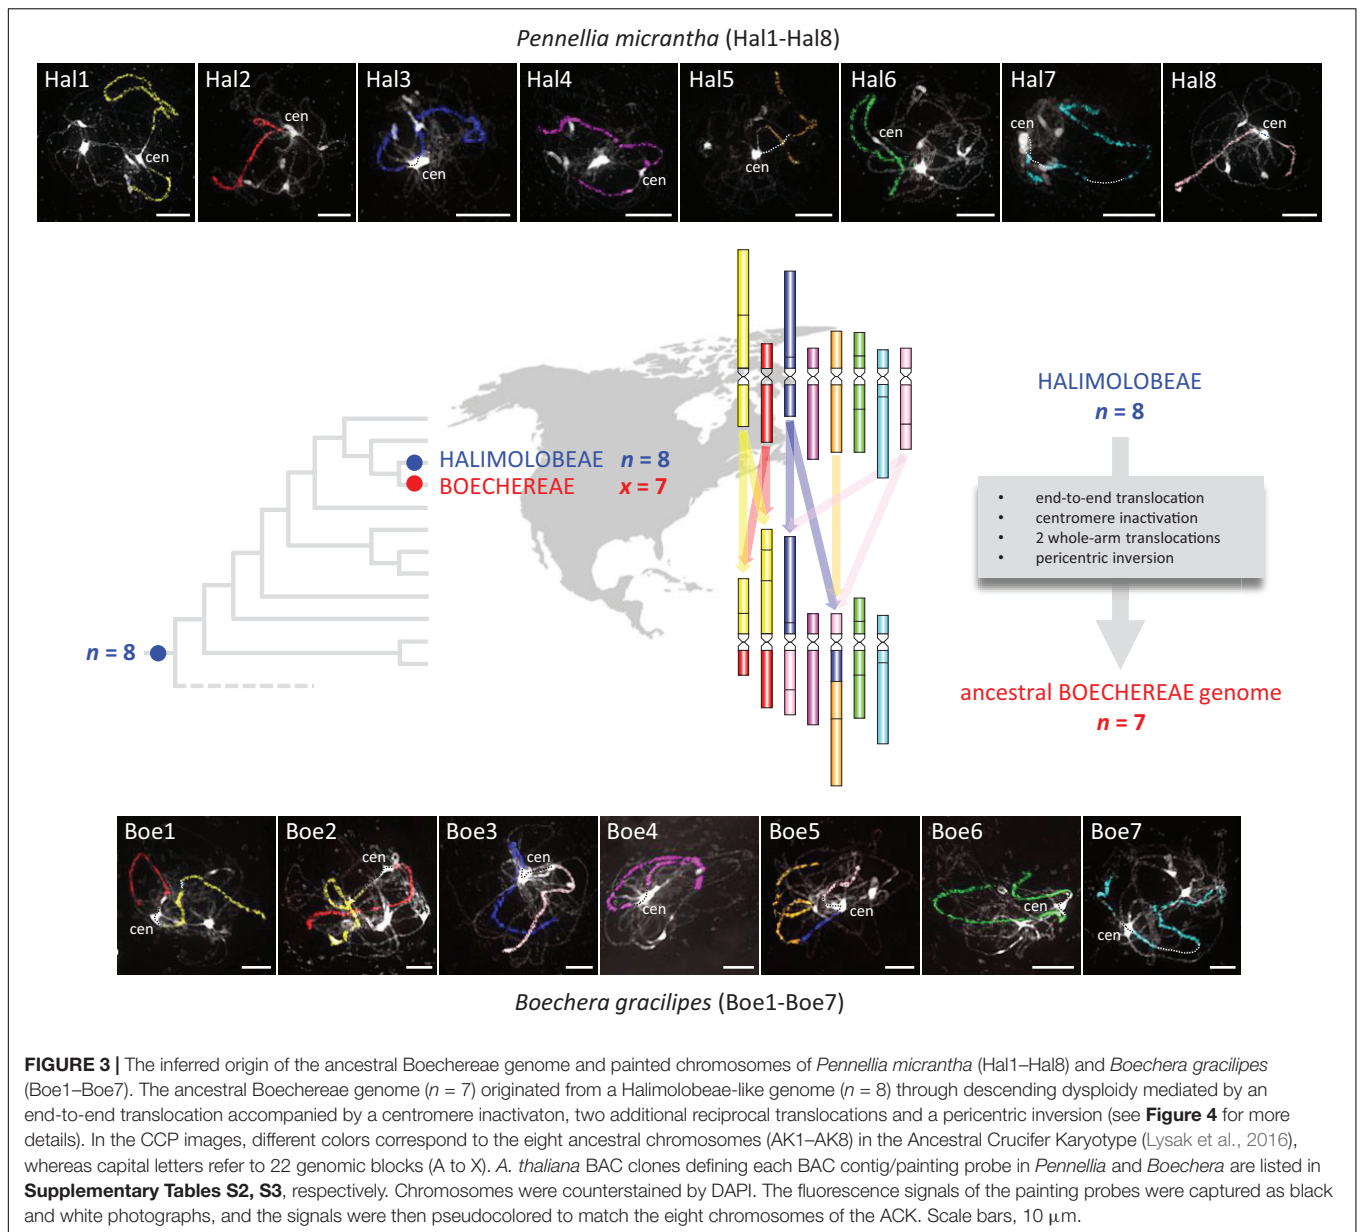 Pennellia micrantha (Hal1-Hal8)
Hal1
Hal2
Hal3
Hal4
Hal5
Hal6
Hal7
Hal8
cen
cen
cen
cen
cen
cen
cen
cen
HALIMOLOBEAE n = 8
BOECHEREAE x = 7
n = 8
HALIMOLOBEAE
n = 8
• end-to-end translocation
• centromere inactivation
• 2 whole-arm translocations
• pericentric inversion
ancestral BOECHEREAE genome
n = 7
Boe1
Boe2
Boe3
Boe4
Boe5
Boe6
Boe7
cen
cen
cen
cen
cen
cen
cen
Boechera gracilipes (Boe1-Boe7)
FIGURE 3 | The inferred origin of the ancestral Boechereae genome and painted chromosomes of Pennellia micrantha (Hal1–Hal8) and Boechera gracilipes
(Boe1–Boe7). The ancestral Boechereae genome (n = 7) originated from a Halimolobeae-like genome (n = 8) through descending dysploidy mediated by an
end-to-end translocation accompanied by a centromere inactivaton, two additional reciprocal translocations and a pericentric inversion (see Figure 4 for more
details). In the CCP images, different colors correspond to the eight ancestral chromosomes (AK1–AK8) in the Ancestral Crucifer Karyotype (Lysak et al., 2016),
whereas capital letters refer to 22 genomic blocks (A to X). A. thaliana BAC clones defining each BAC contig/painting probe in Pennellia and Boechera are listed in
Supplementary Tables S2, S3, respectively. Chromosomes were counterstained by DAPI. The fluorescence signals of the painting probes were captured as black
and white photographs, and the signals were then pseudocolored to match the eight chromosomes of the ACK. Scale bars, 10 μm.